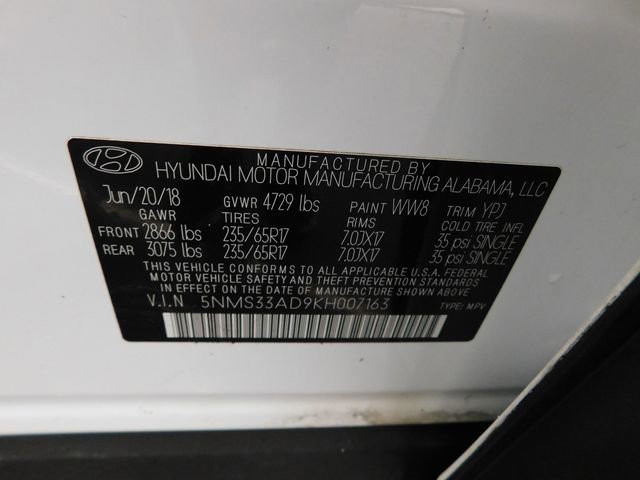 MANUFACTURED BY
HYUNDAI MOTOR MANUFACTURING ALABAMA, LLC
Jun/20/18 GVWR 4729 lbs PAINT WW8 TRIM YPJ
GAWR TIRES RIMS COLD TIRE INFL
FRONT 2866 lbs 235/65R17 7.0JX17 35 psi SINGLE
REAR 3075 lbs 235/65R17 7.0JX17 35 psi SINGLE
THIS VEHICLE CONFORMS TO ALL APPLICABLE U.S.A. FEDERAL
MOTOR VEHICLE SAFETY AND THEFT PREVENTION STANDARDS
IN EFFECT ON THE DATE OF MANUFACTURE SHOWN ABOVE.
V.I.N 5NMS33AD9KH007163 TYPE: MPV